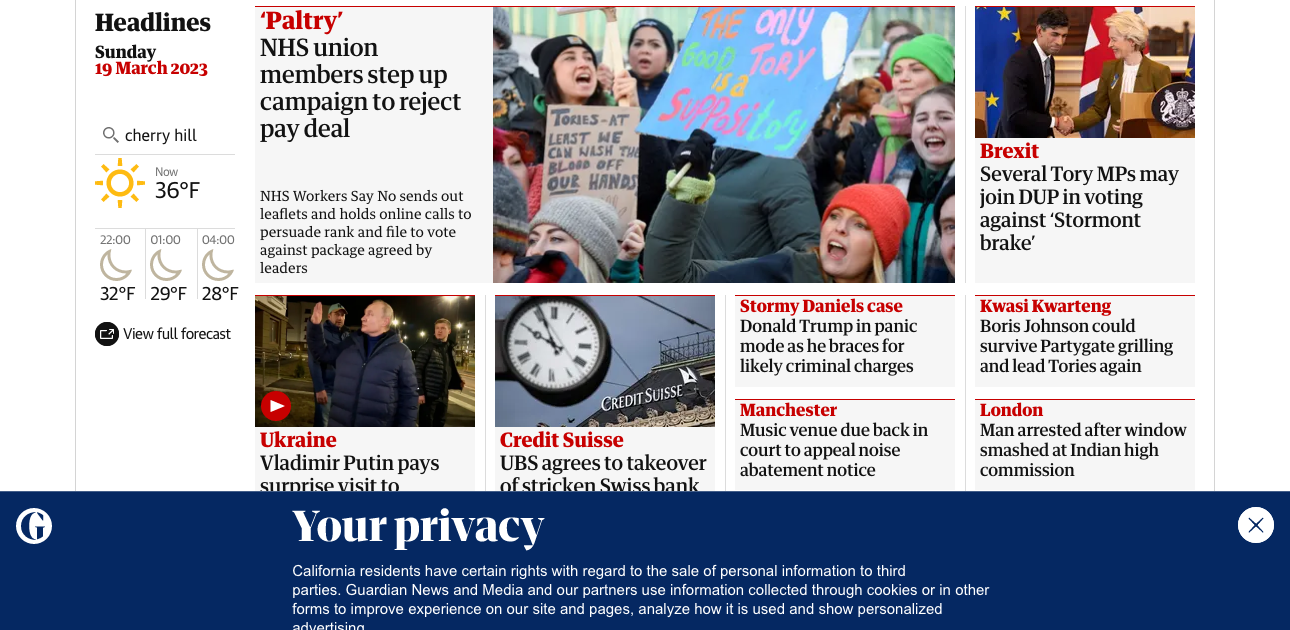 Headlines
Sunday
19 March 2023
cherry hill
Now
36°F
22:00
01:00
04:00
32°F
29°F
28°F
View full forecast
‘Paltry’
NHS union
members step up
campaign to reject
pay deal
NHS Workers Say No sends out
leaflets and holds online calls to
persuade rank and file to vote
against package agreed by
leaders
THE ONLY
GOOD TORY
IS A
SUPPOSITORY
TORIES-AT
LEAST WE
CAN WASH THE
BLOOD OFF
OUR HANDS
Brexit
Several Tory MPs may
join DUP in voting
against ‘Stormont
brake’
Ukraine
Vladimir Putin pays
surprise visit to
CREDIT SUISSE
Credit Suisse
UBS agrees to takeover
of stricken Swiss bank
Stormy Daniels case
Donald Trump in panic
mode as he braces for
likely criminal charges
Kwasi Kwarteng
Boris Johnson could
survive Partygate grilling
and lead Tories again
Manchester
Music venue due back in
court to appeal noise
abatement notice
London
Man arrested after window
smashed at Indian high
commission
G
Your privacy
California residents have certain rights with regard to the sale of personal information to third
parties. Guardian News and Media and our partners use information collected through cookies or in other
forms to improve experience on our site and pages, analyze how it is used and show personalized
advertising.